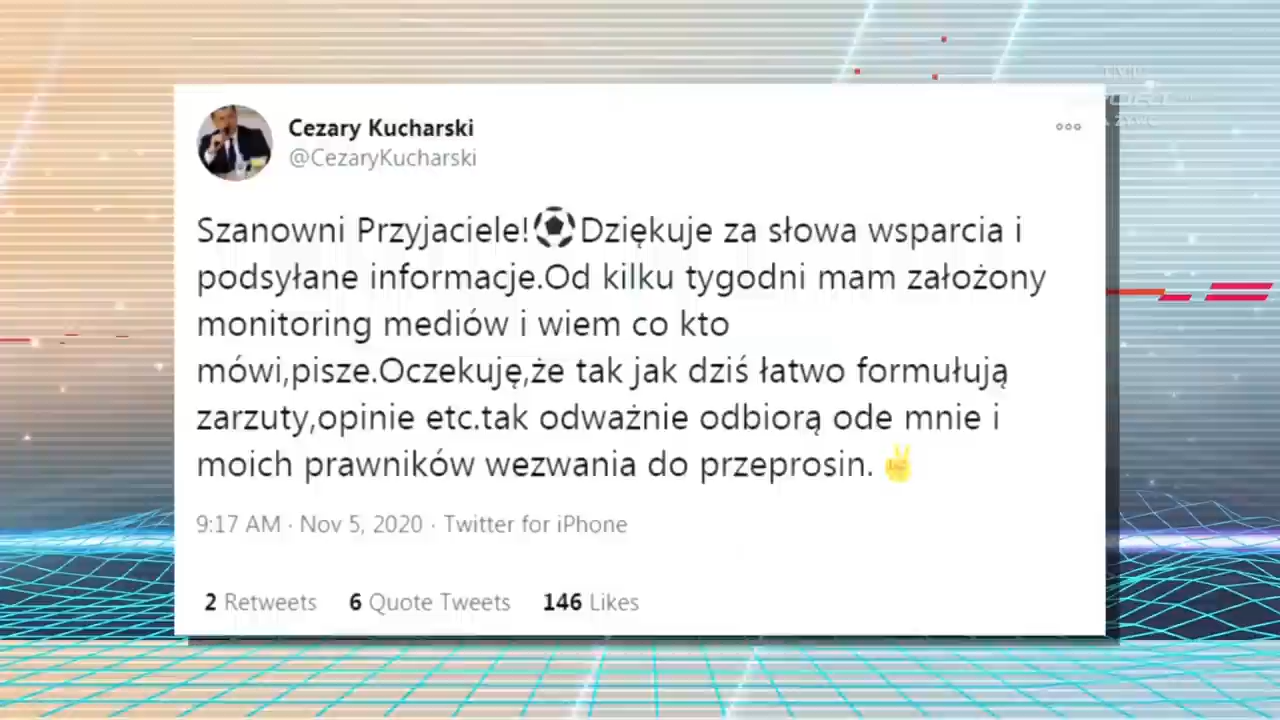 Cezary Kucharski
@CezaryKucharski
Szanowni Przyjaciele!⚽Dziękuje za słowa wsparcia i
podsyłane informacje.Od kilku tygodni mam założony
monitoring mediów i wiem co kto
mówi,pisze.Oczekuję,że tak jak dziś łatwo formułują
zarzuty,opinie etc.tak odważnie odbiorą ode mnie i
moich prawników wezwania do przeprosin.✌
9:17 AM · Nov 5, 2020 · Twitter for iPhone
2 Retweets 6 Quote Tweets 146 Likes